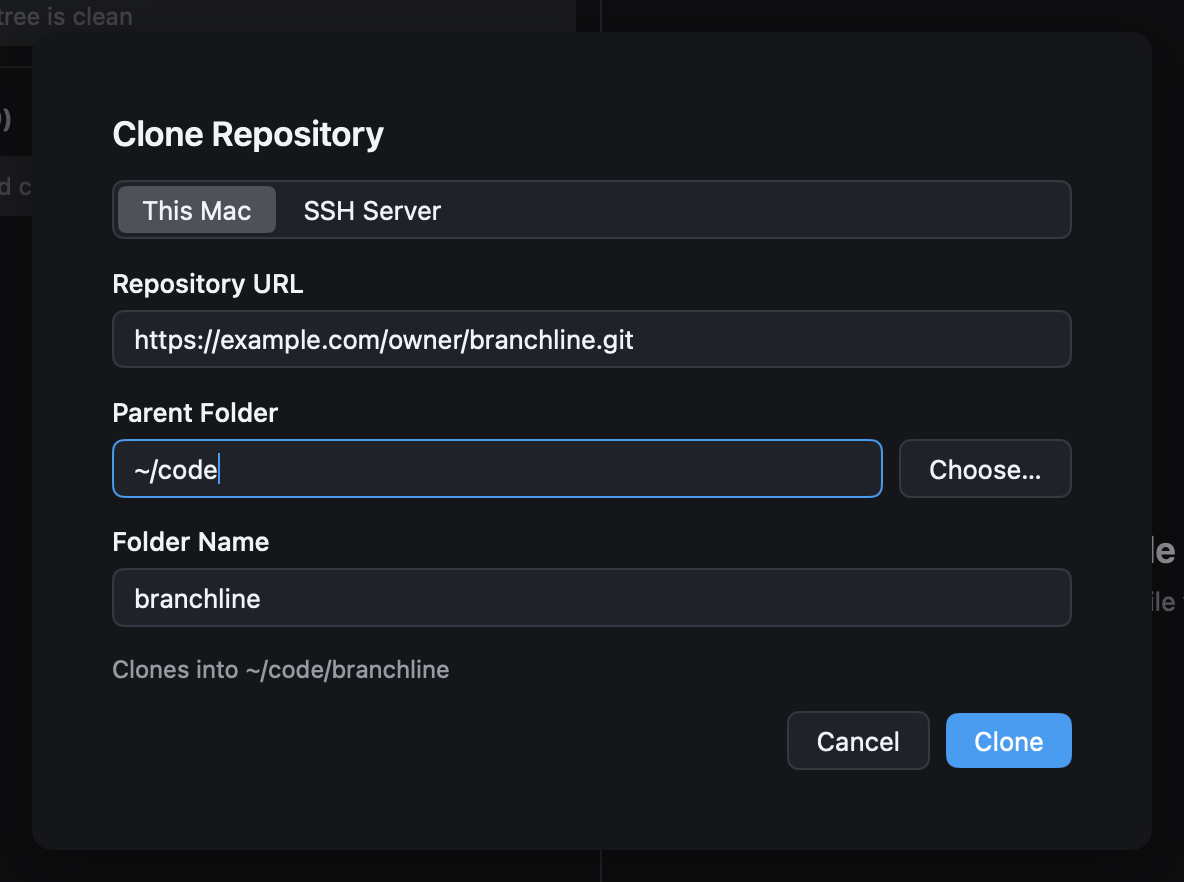 tree is clean
Clone Repository
This Mac SSH Server
Repository URL
https://example.com/owner/branchline.git
Parent Folder
~/code
Choose...
Folder Name
branchline
Clones into ~/code/branchline
Cancel Clone